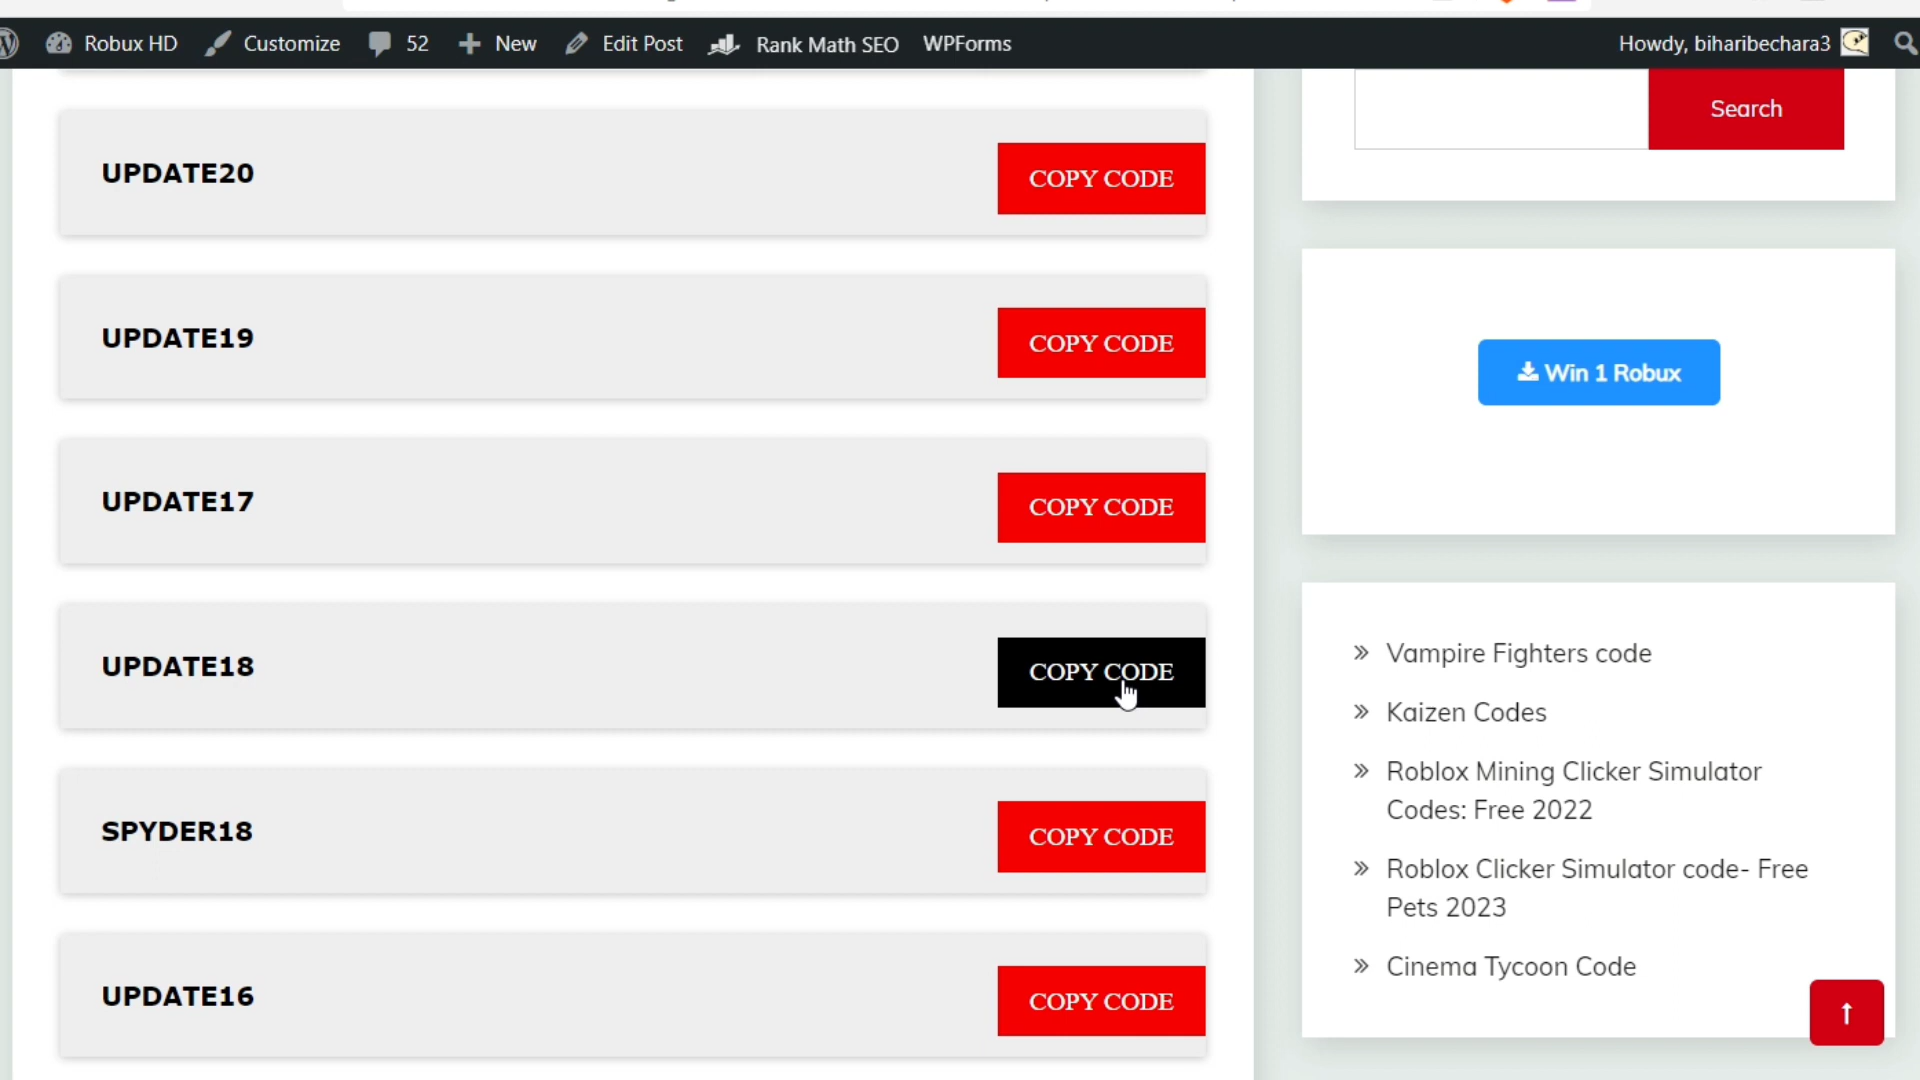 Robux HD Customize 52 New Edit Post Rank Math SEO WPForms Howdy, biharibechara3
Search
UPDATE20 COPY CODE
UPDATE19 COPY CODE
Win 1 Robux
UPDATE17 COPY CODE
UPDATE18 COPY CODE
SPYDER18 COPY CODE
UPDATE16 COPY CODE
» Vampire Fighters code
» Kaizen Codes
» Roblox Mining Clicker Simulator
Codes: Free 2022
» Roblox Clicker Simulator code- Free
Pets 2023
» Cinema Tycoon Code